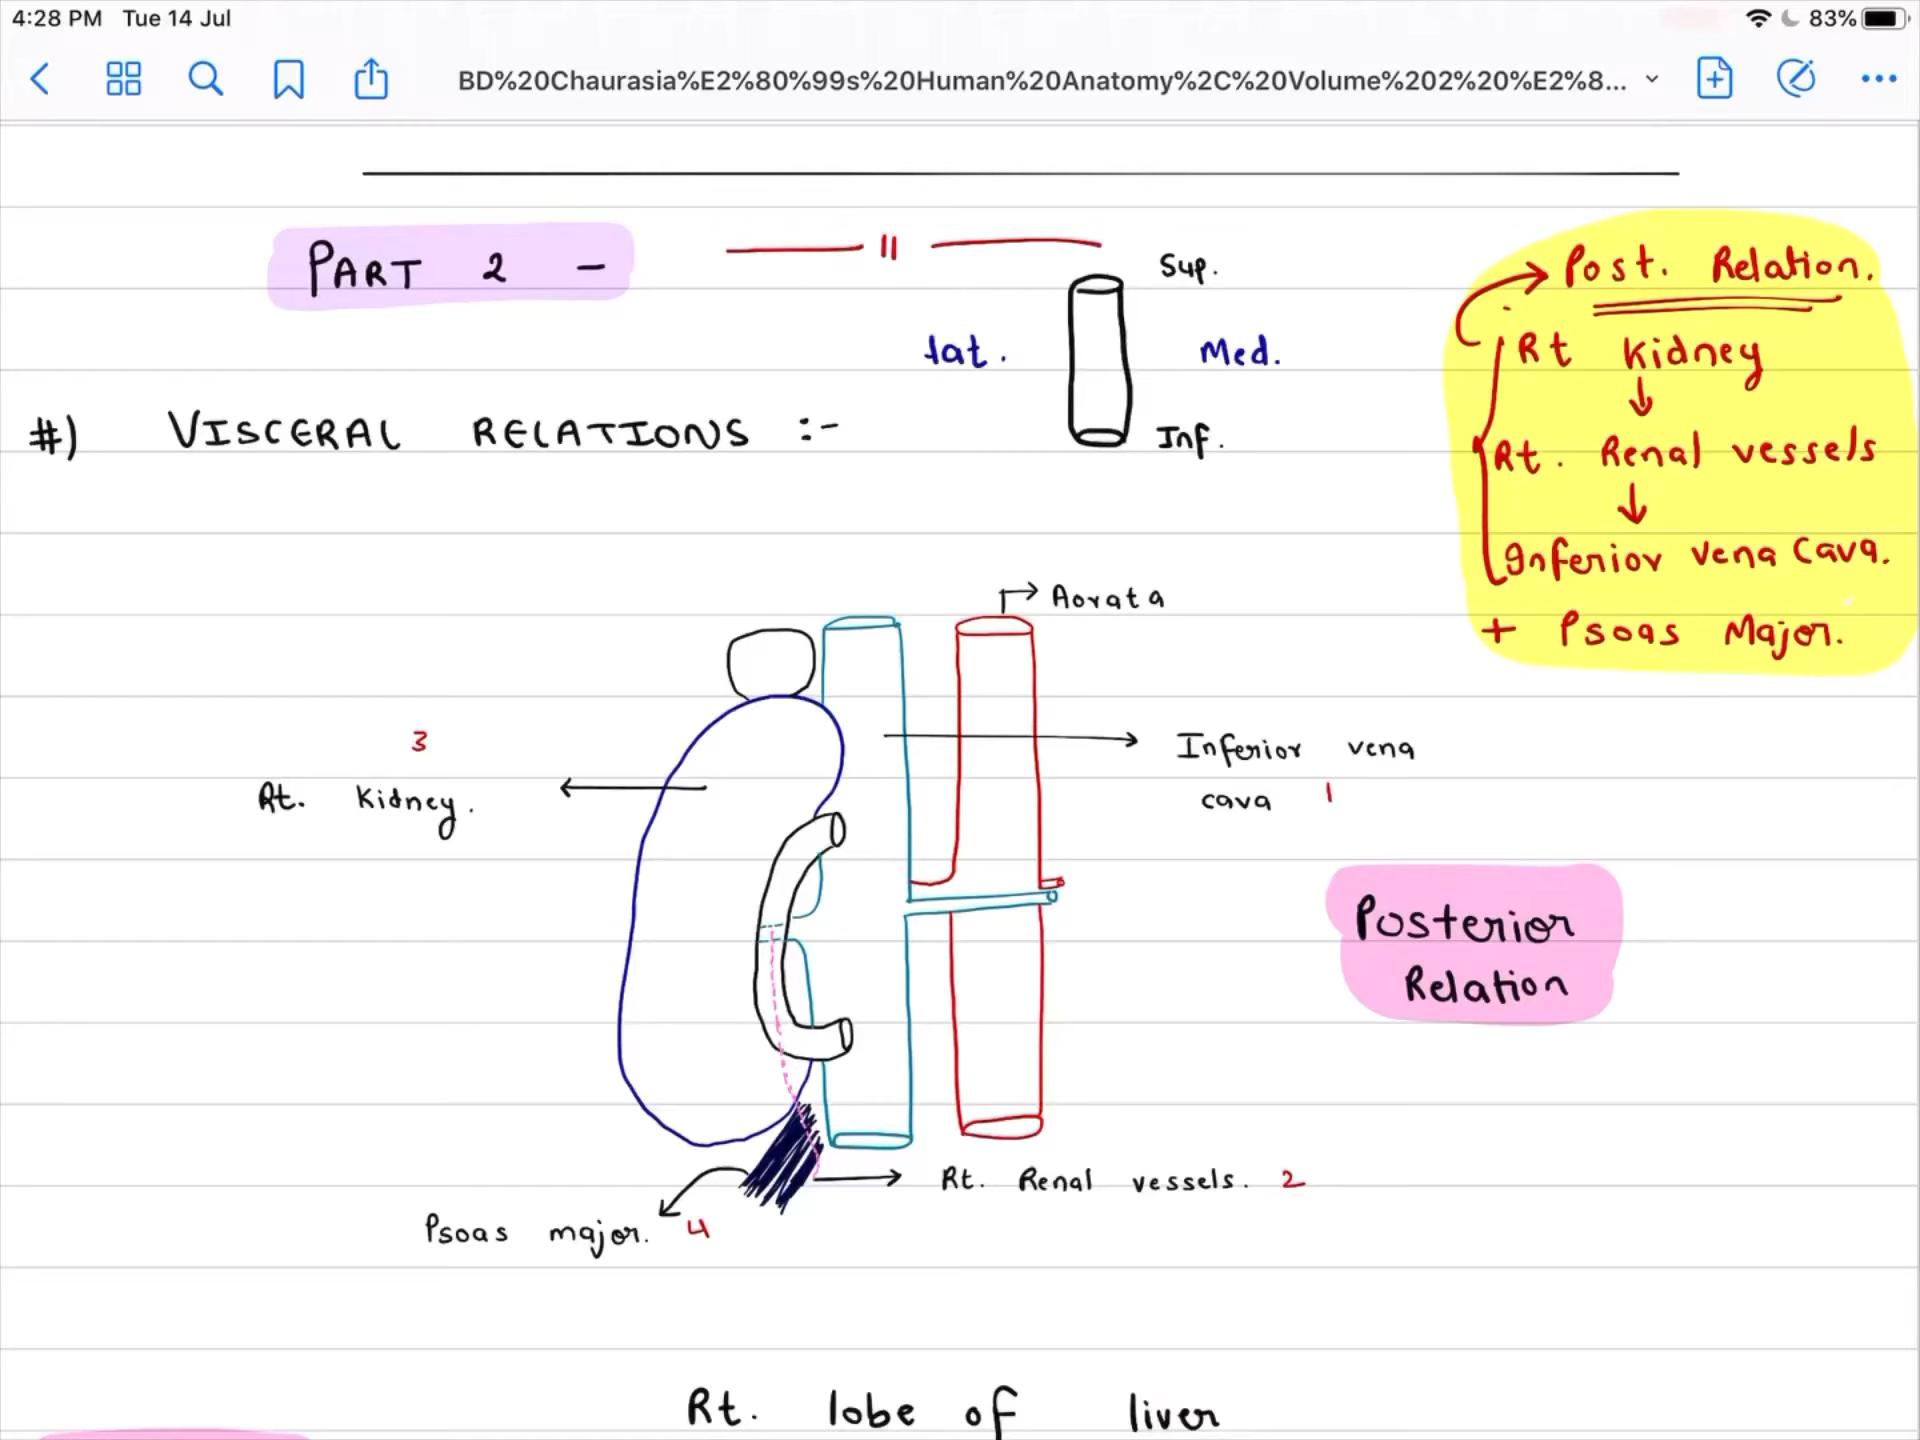 4:28 PM Tue 14 Jul
83%
BD%20Chaurasia%E2%80%99s%20Human%20Anatomy%2C%20Volume%202%20%E2%8...
PART 2 -
11
Sup.
lat.
Med.
Inf.
Post. Relation.
Rt Kidney
Rt. Renal vessels
Inferior vena Cava.
+ Psoas Major.
#) VISCERAL RELATIONS :-
Aorata
3
Rt. Kidney.
Inferior vena
cava 1
Posterior
Relation
Rt. Renal vessels. 2
Psoas major. 4
Rt. lobe of liver